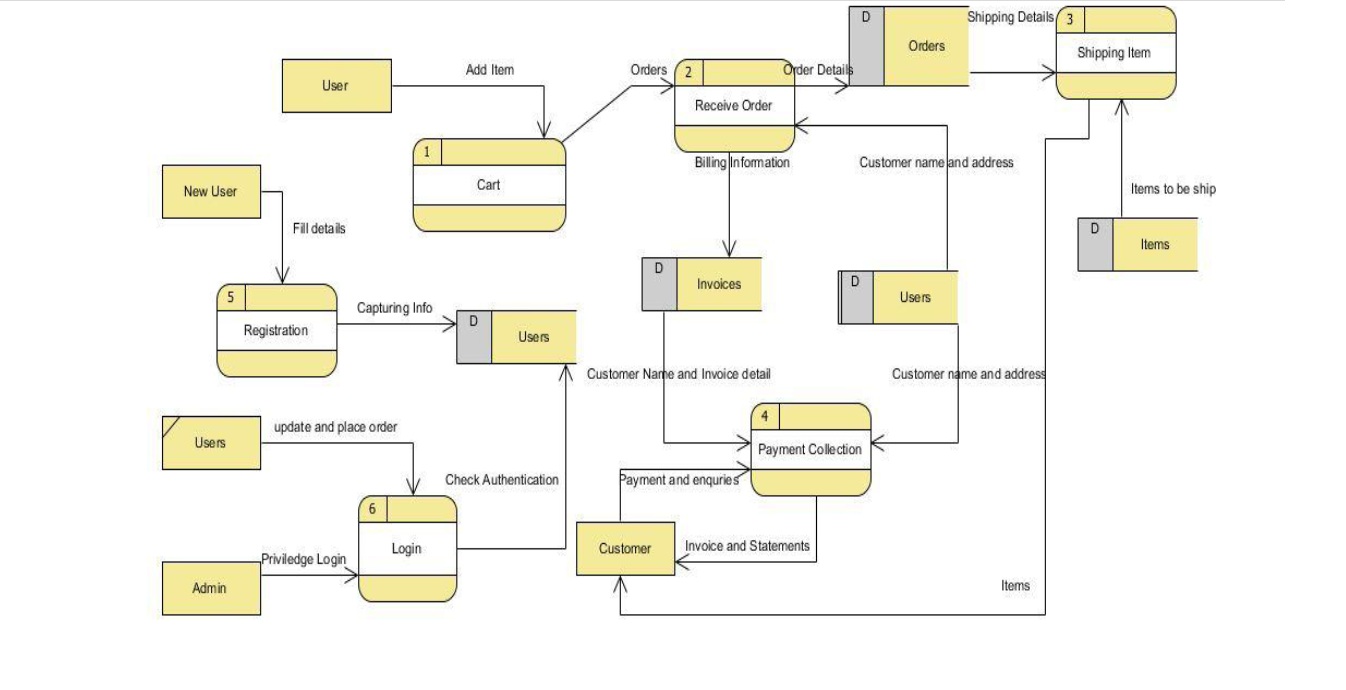 D
Orders
Shipping Details
3
Shipping Item
User
Add Item
Orders
2
Receive Order
Order Details
1
Cart
Billing Information
Customer name and address
New User
Fill details
Items to be ship
D
Items
5
Registration
Capturing Info
D
Users
D
Invoices
D
Users
Customer Name and Invoice detail
Customer name and address
Users
update and place order
4
Payment Collection
Check Authentication
Payment and enquries
6
Login
Priviledge Login
Admin
Customer
Invoice and Statements
Items